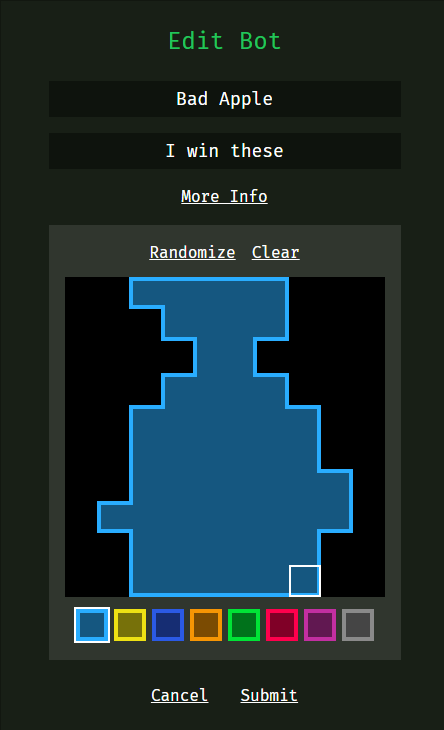 Edit Bot
Bad Apple
I win these
More Info
Randomize Clear
Cancel Submit